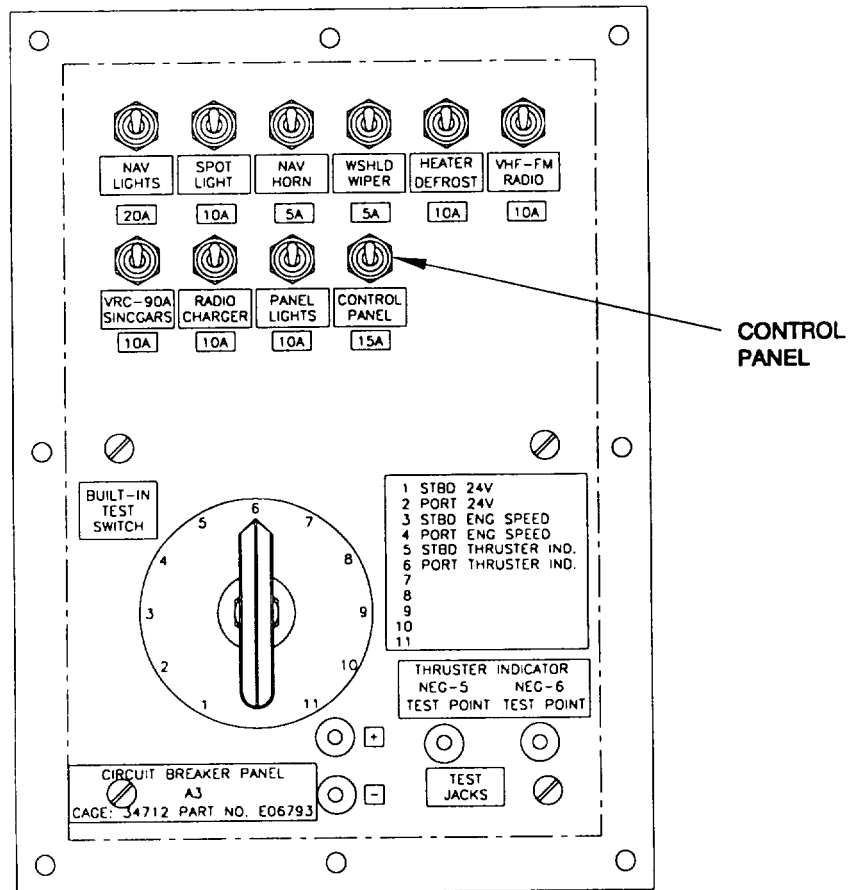 NAV LIGHTS
SPOT LIGHT
NAV HORN
WSHLD WIPER
HEATER DEFROST
VHF-FM RADIO
20A
10A
5A
5A
10A
10A
VRC-90A SINCGARS
RADIO CHARGER
PANEL LIGHTS
CONTROL PANEL
10A
10A
10A
15A
CONTROL
PANEL
BUILT-IN
TEST
SWITCH
1
2
3
4
5
6
7
8
9
10
11
1 STBD 24V
2 PORT 24V
3 STBD ENG SPEED
4 PORT ENG SPEED
5 STBD THRUSTER IND.
6 PORT THRUSTER IND.
7
8
9
10
11
THRUSTER INDICATOR
NEG-5 NEG-6
TEST POINT TEST POINT
+
-
TEST
JACKS
CIRCUIT BREAKER PANEL
A3
CAGE: 34712 PART NO. E06793